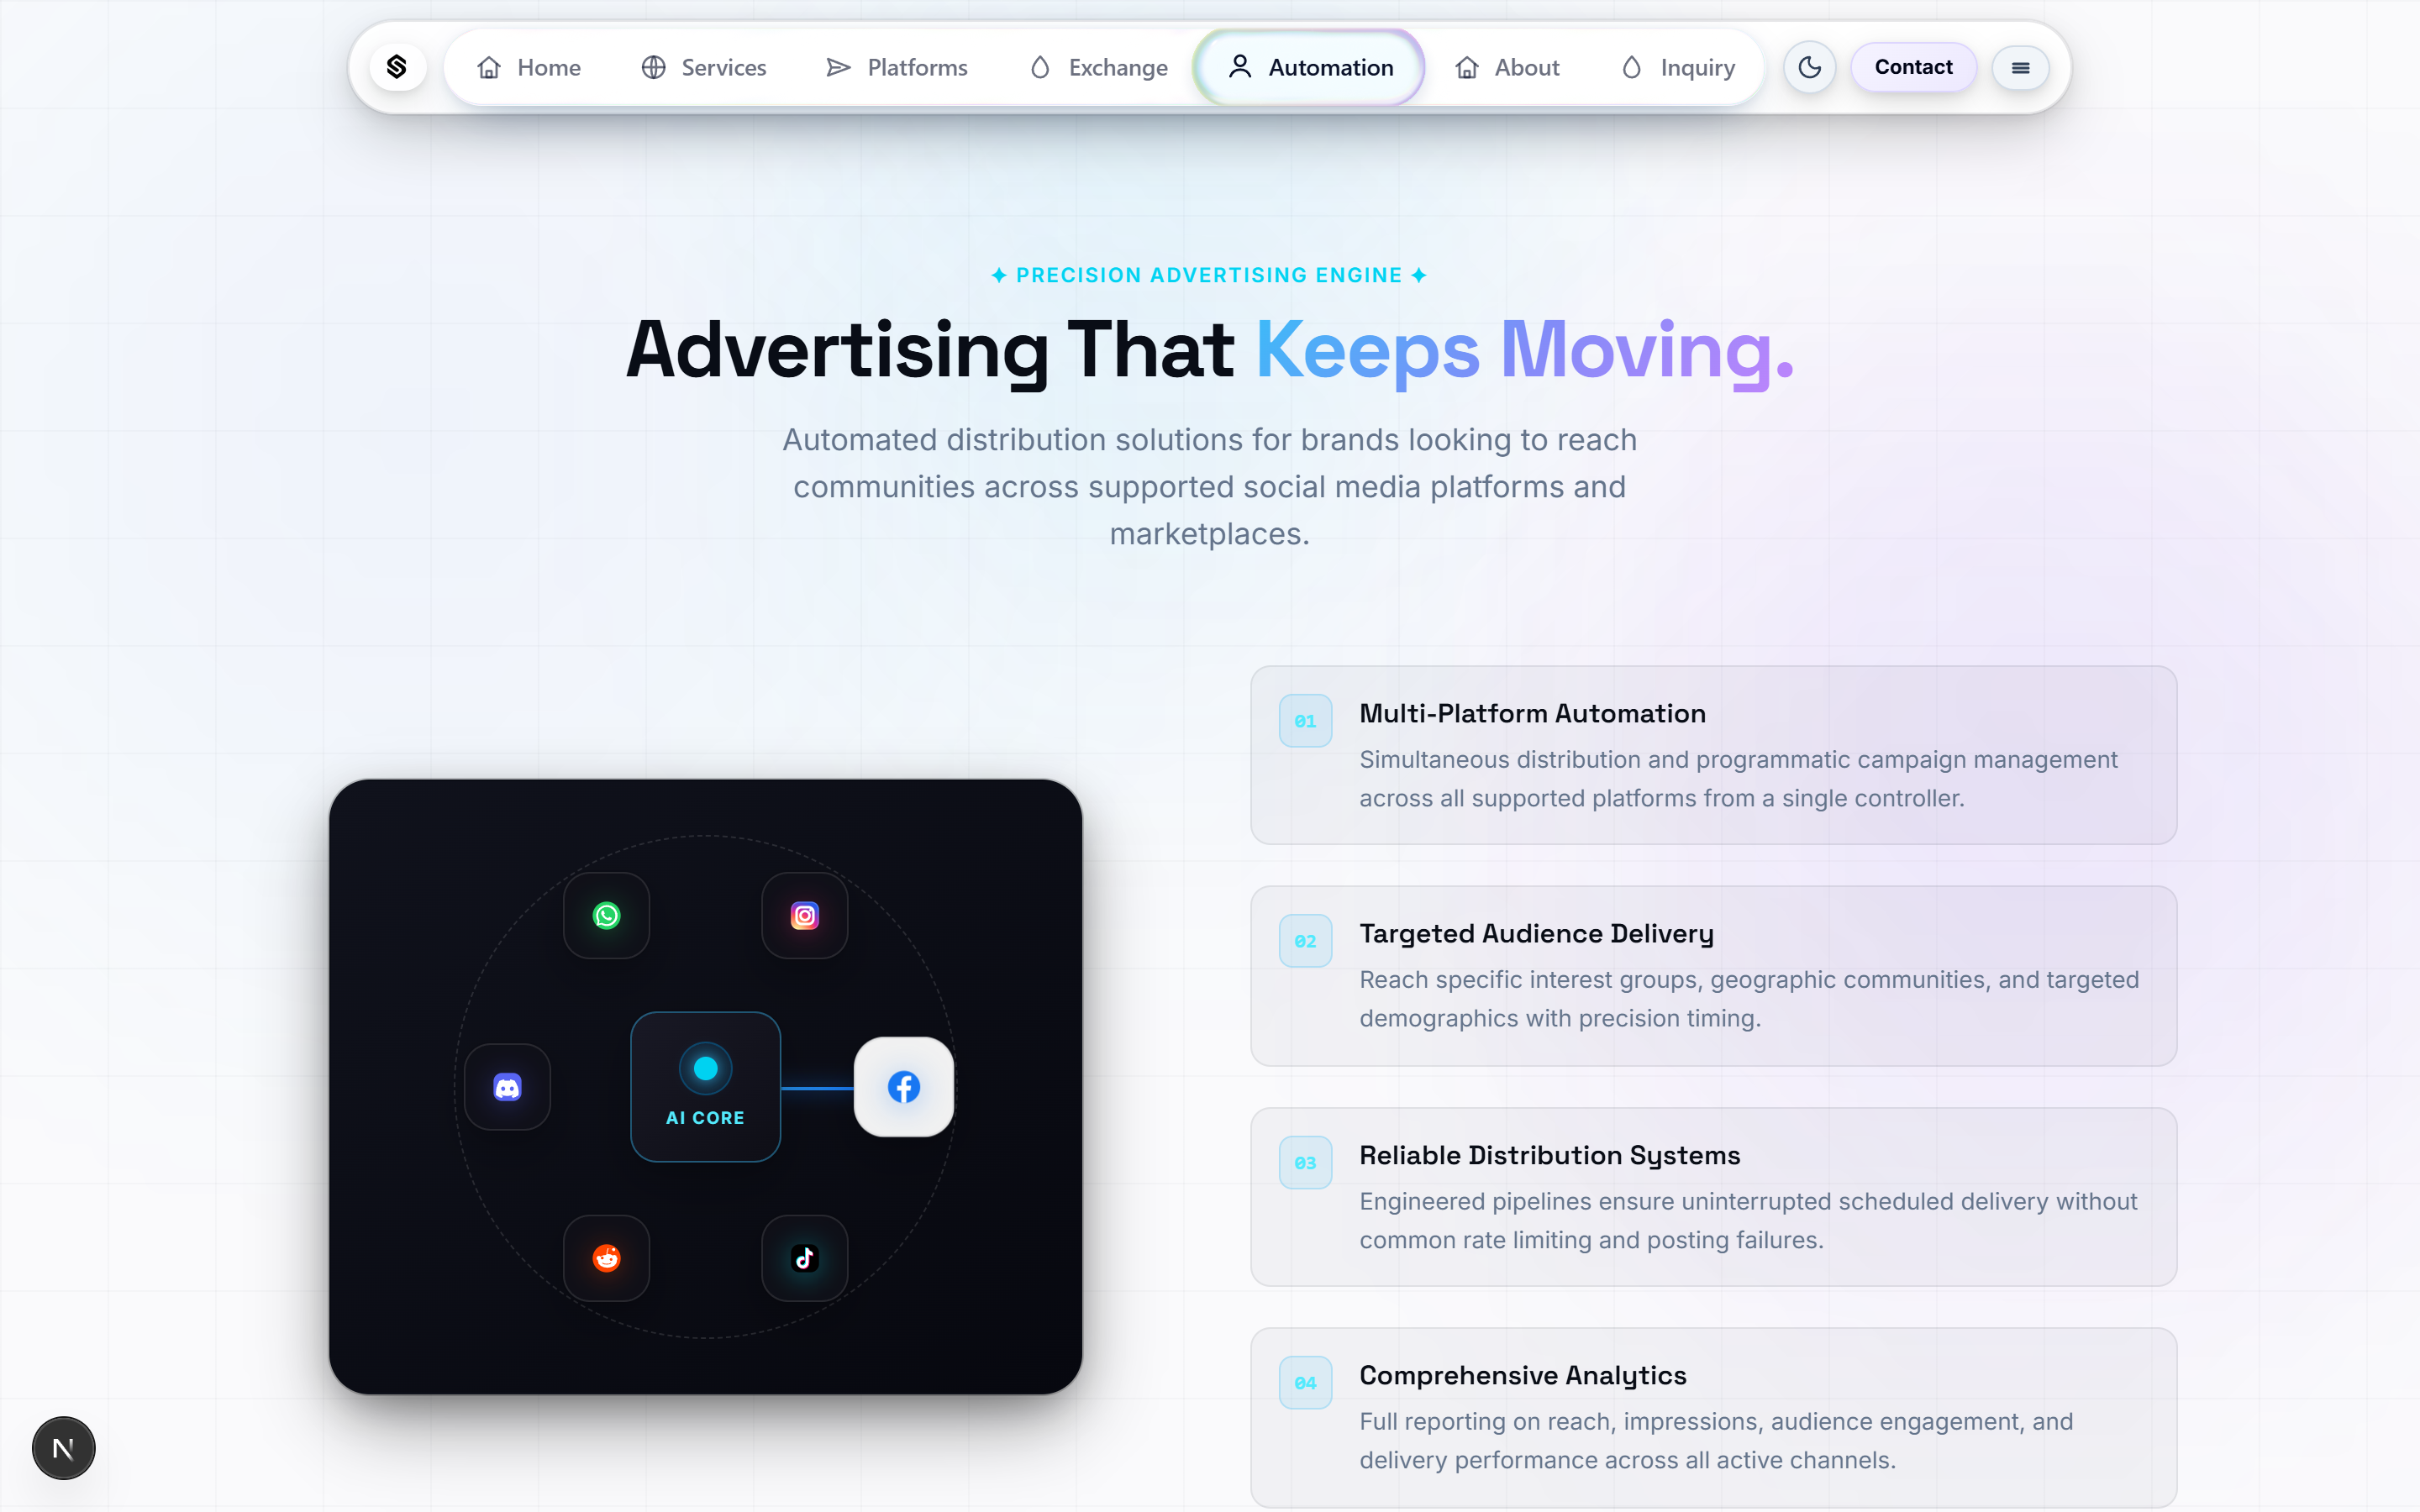 Home
Services
Platforms
Exchange
Automation
About
Inquiry
Contact
✦ PRECISION ADVERTISING ENGINE ✦
Advertising That Keeps Moving.
Automated distribution solutions for brands looking to reach
communities across supported social media platforms and
marketplaces.
AI CORE
01
Multi-Platform Automation
Simultaneous distribution and programmatic campaign management
across all supported platforms from a single controller.
02
Targeted Audience Delivery
Reach specific interest groups, geographic communities, and targeted
demographics with precision timing.
03
Reliable Distribution Systems
Engineered pipelines ensure uninterrupted scheduled delivery without
common rate limiting and posting failures.
04
Comprehensive Analytics
Full reporting on reach, impressions, audience engagement, and
delivery performance across all active channels.
N